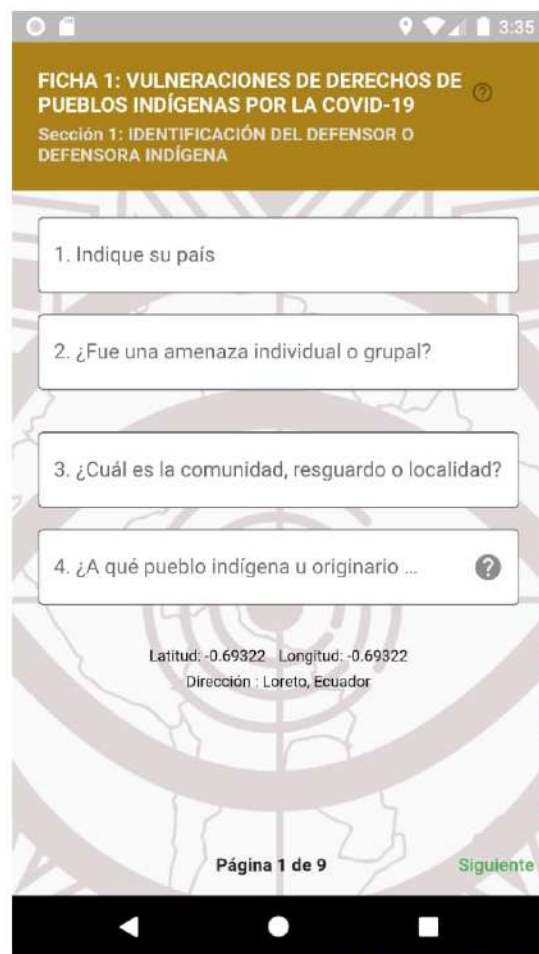 3:35
FICHA 1: VULNERACIONES DE DERECHOS DE
PUEBLOS INDÍGENAS POR LA COVID-19
Sección 1: IDENTIFICACIÓN DEL DEFENSOR O
DEFENSORA INDÍGENA
1. Indique su país
2. ¿Fue una amenaza individual o grupal?
3. ¿Cuál es la comunidad, resguardo o localidad?
4. ¿A qué pueblo indígena u originario ...
Latitud: -0.69322 Longitud: -0.69322
Dirección : Loreto, Ecuador
Página 1 de 9
Siguiente